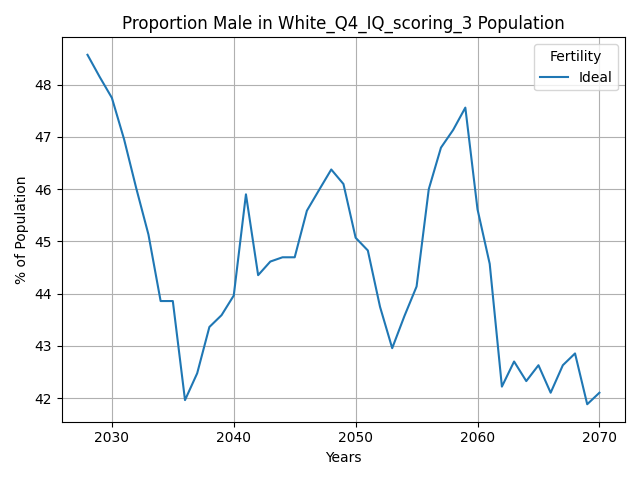 Proportion Male in White_Q4_IQ_scoring_3 Population
Fertility
Ideal
48
47
46
45
44
43
42
% of Population
2030 2040 2050 2060 2070
Years